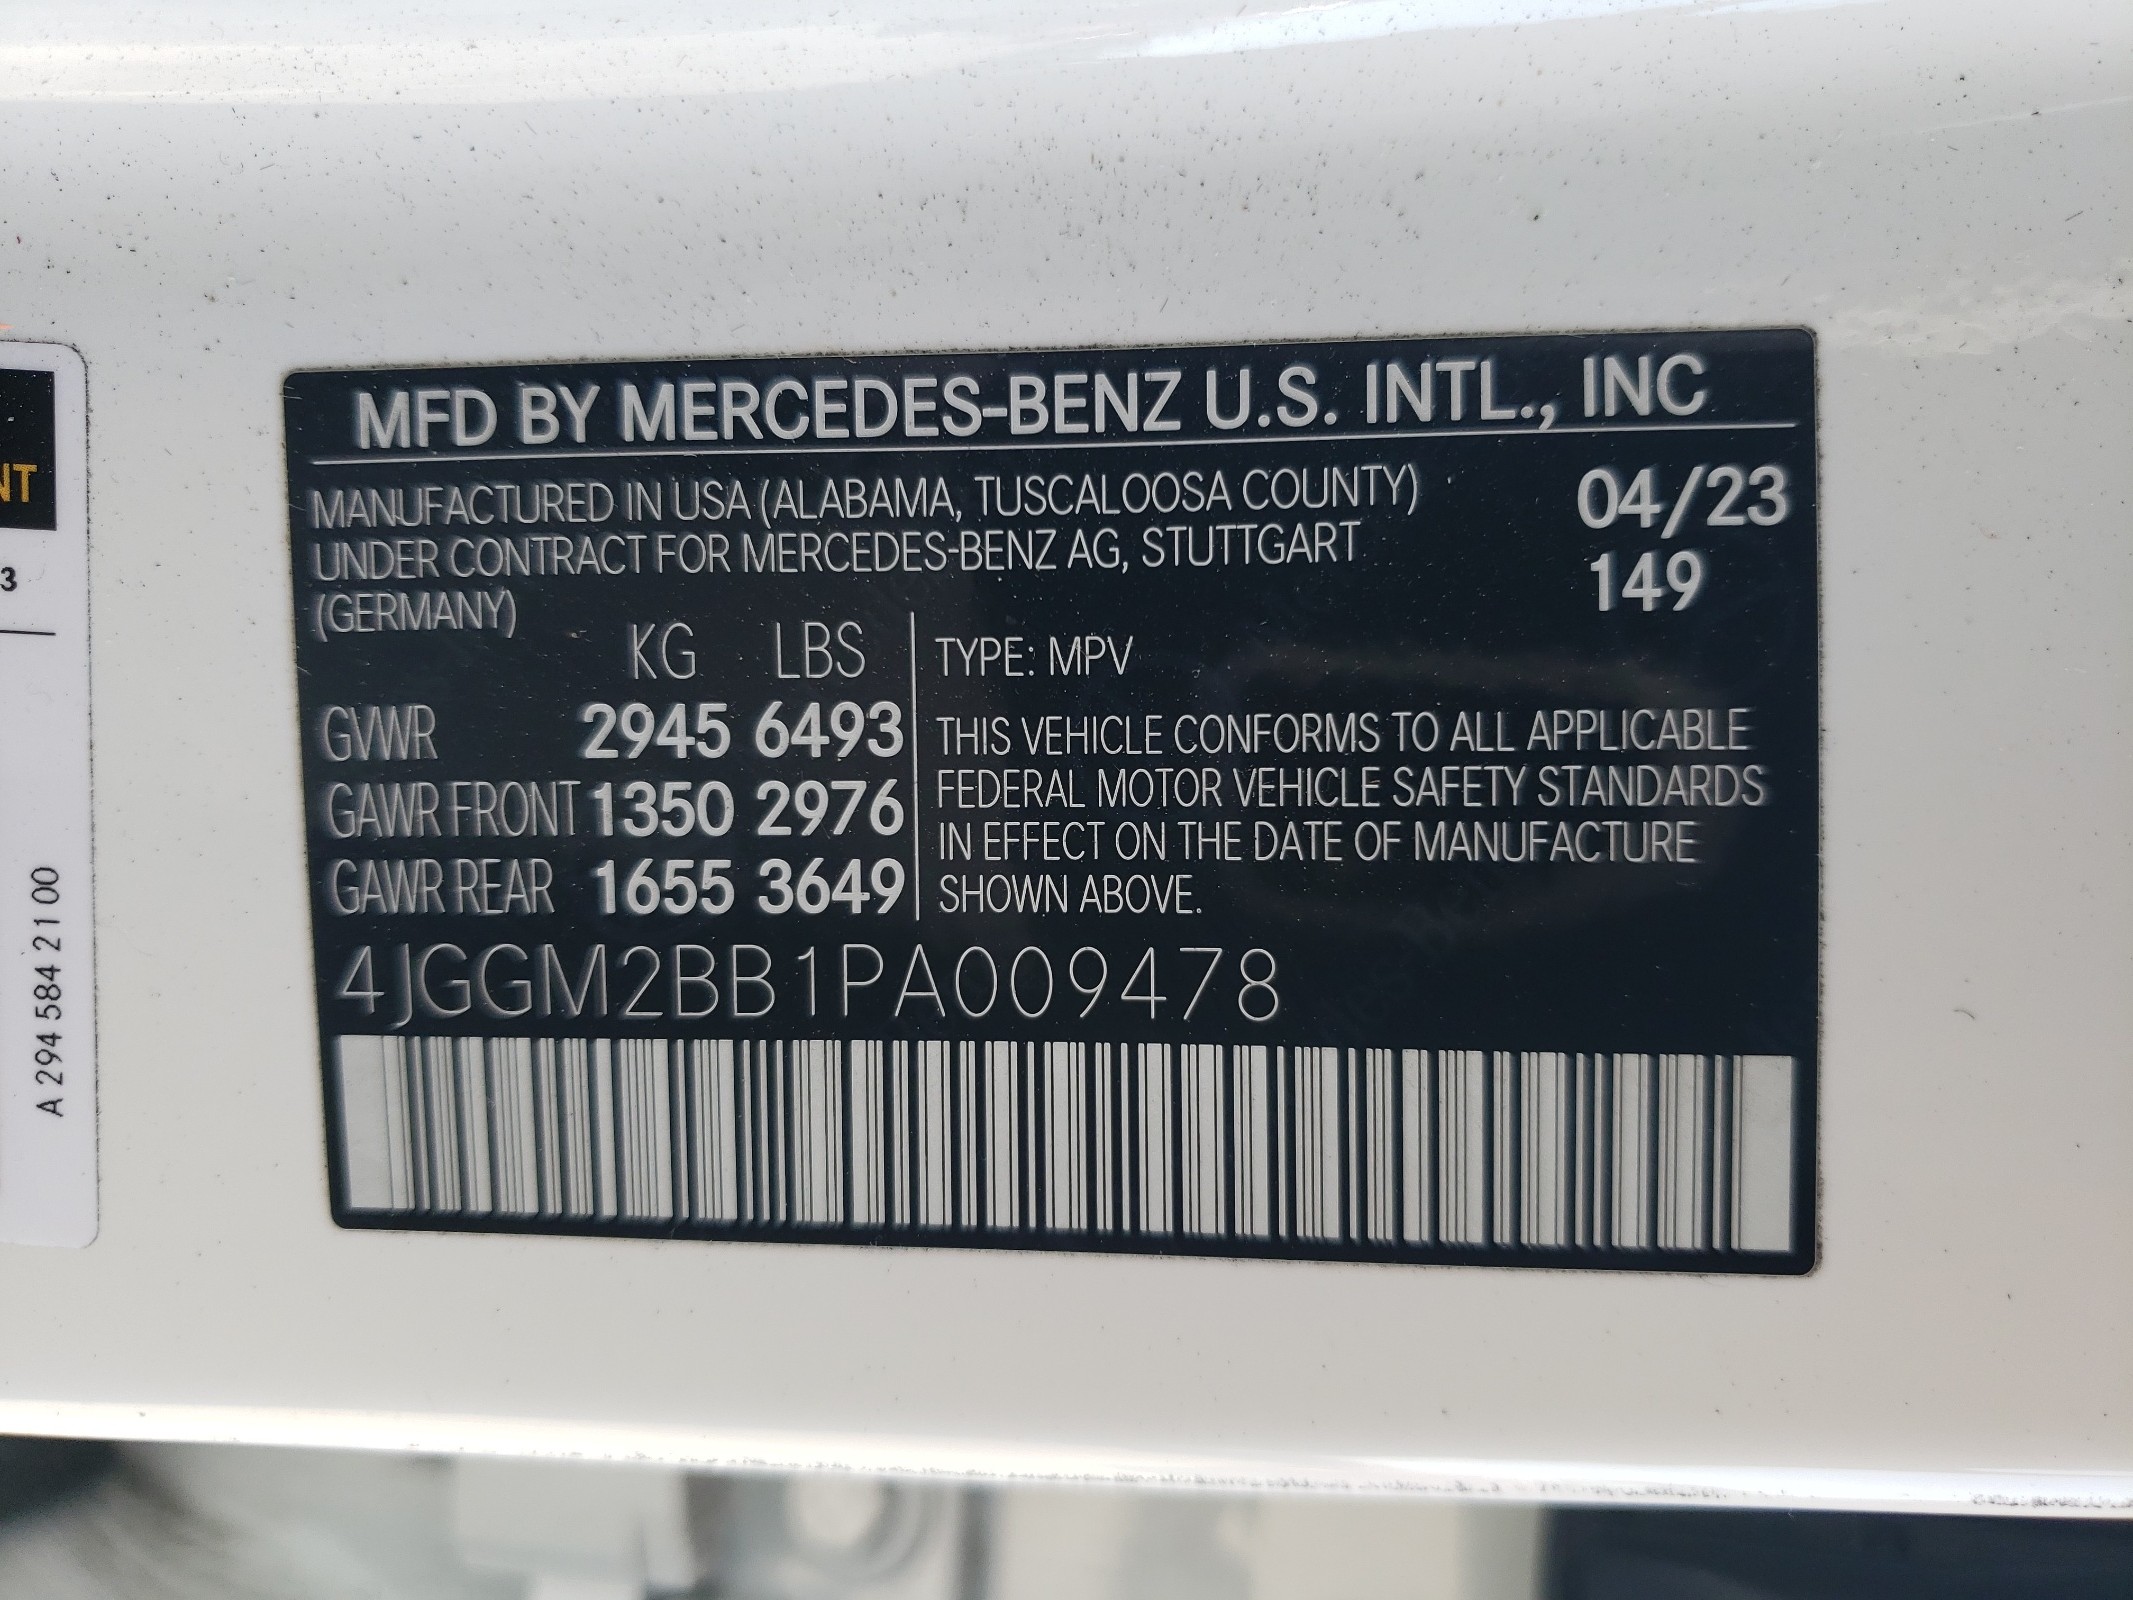 MFD BY MERCEDES-BENZ U.S. INTL., INC
MANUFACTURED IN USA (ALABAMA, TUSCALOOSA COUNTY)
UNDER CONTRACT FOR MERCEDES-BENZ AG, STUTTGART
(GERMANY)
04/23
149
KG LBS
GVWR 2945 6493
GAWR FRONT 1350 2976
GAWR REAR 1655 3649
TYPE: MPV
THIS VEHICLE CONFORMS TO ALL APPLICABLE
FEDERAL MOTOR VEHICLE SAFETY STANDARDS
IN EFFECT ON THE DATE OF MANUFACTURE
SHOWN ABOVE.
4JGGM2BB1PA009478
NT
3
A 294 584 21 00